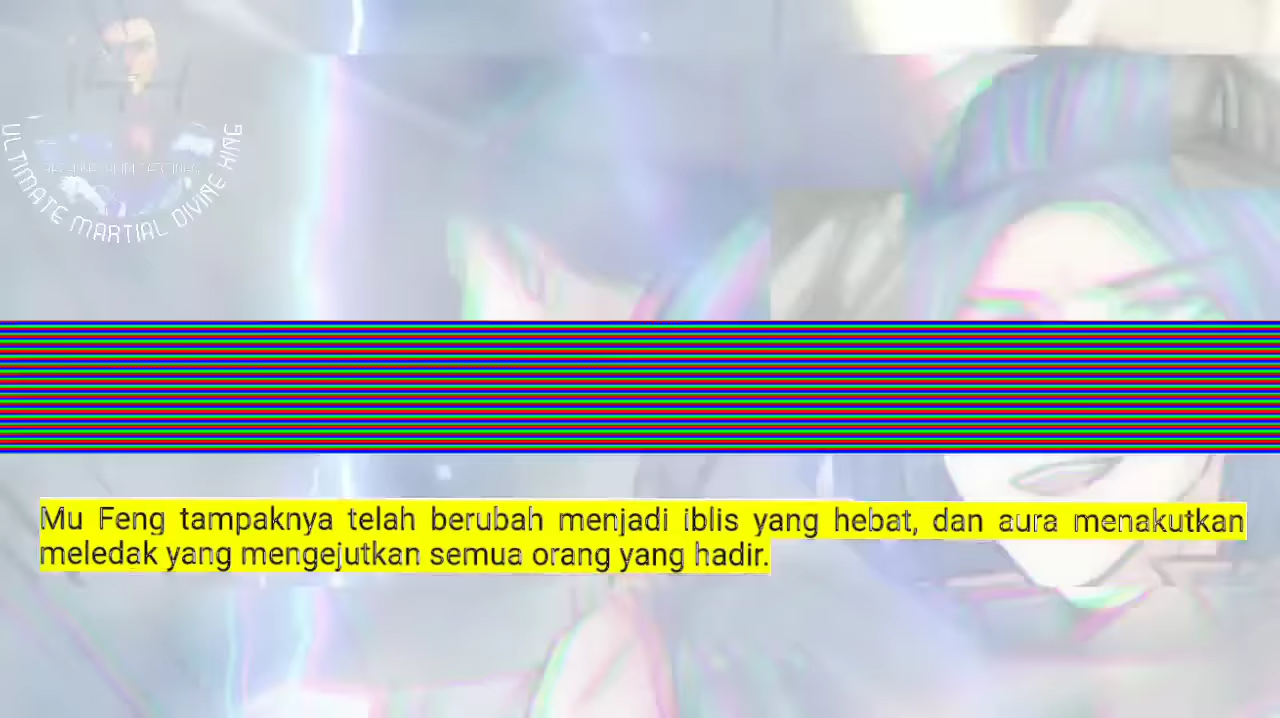 ULTIMATE MARTIAL DIVINE KING
Mu Feng tampaknya telah berubah menjadi iblis yang hebat, dan aura menakutkan
meledak yang mengejutkan semua orang yang hadir.